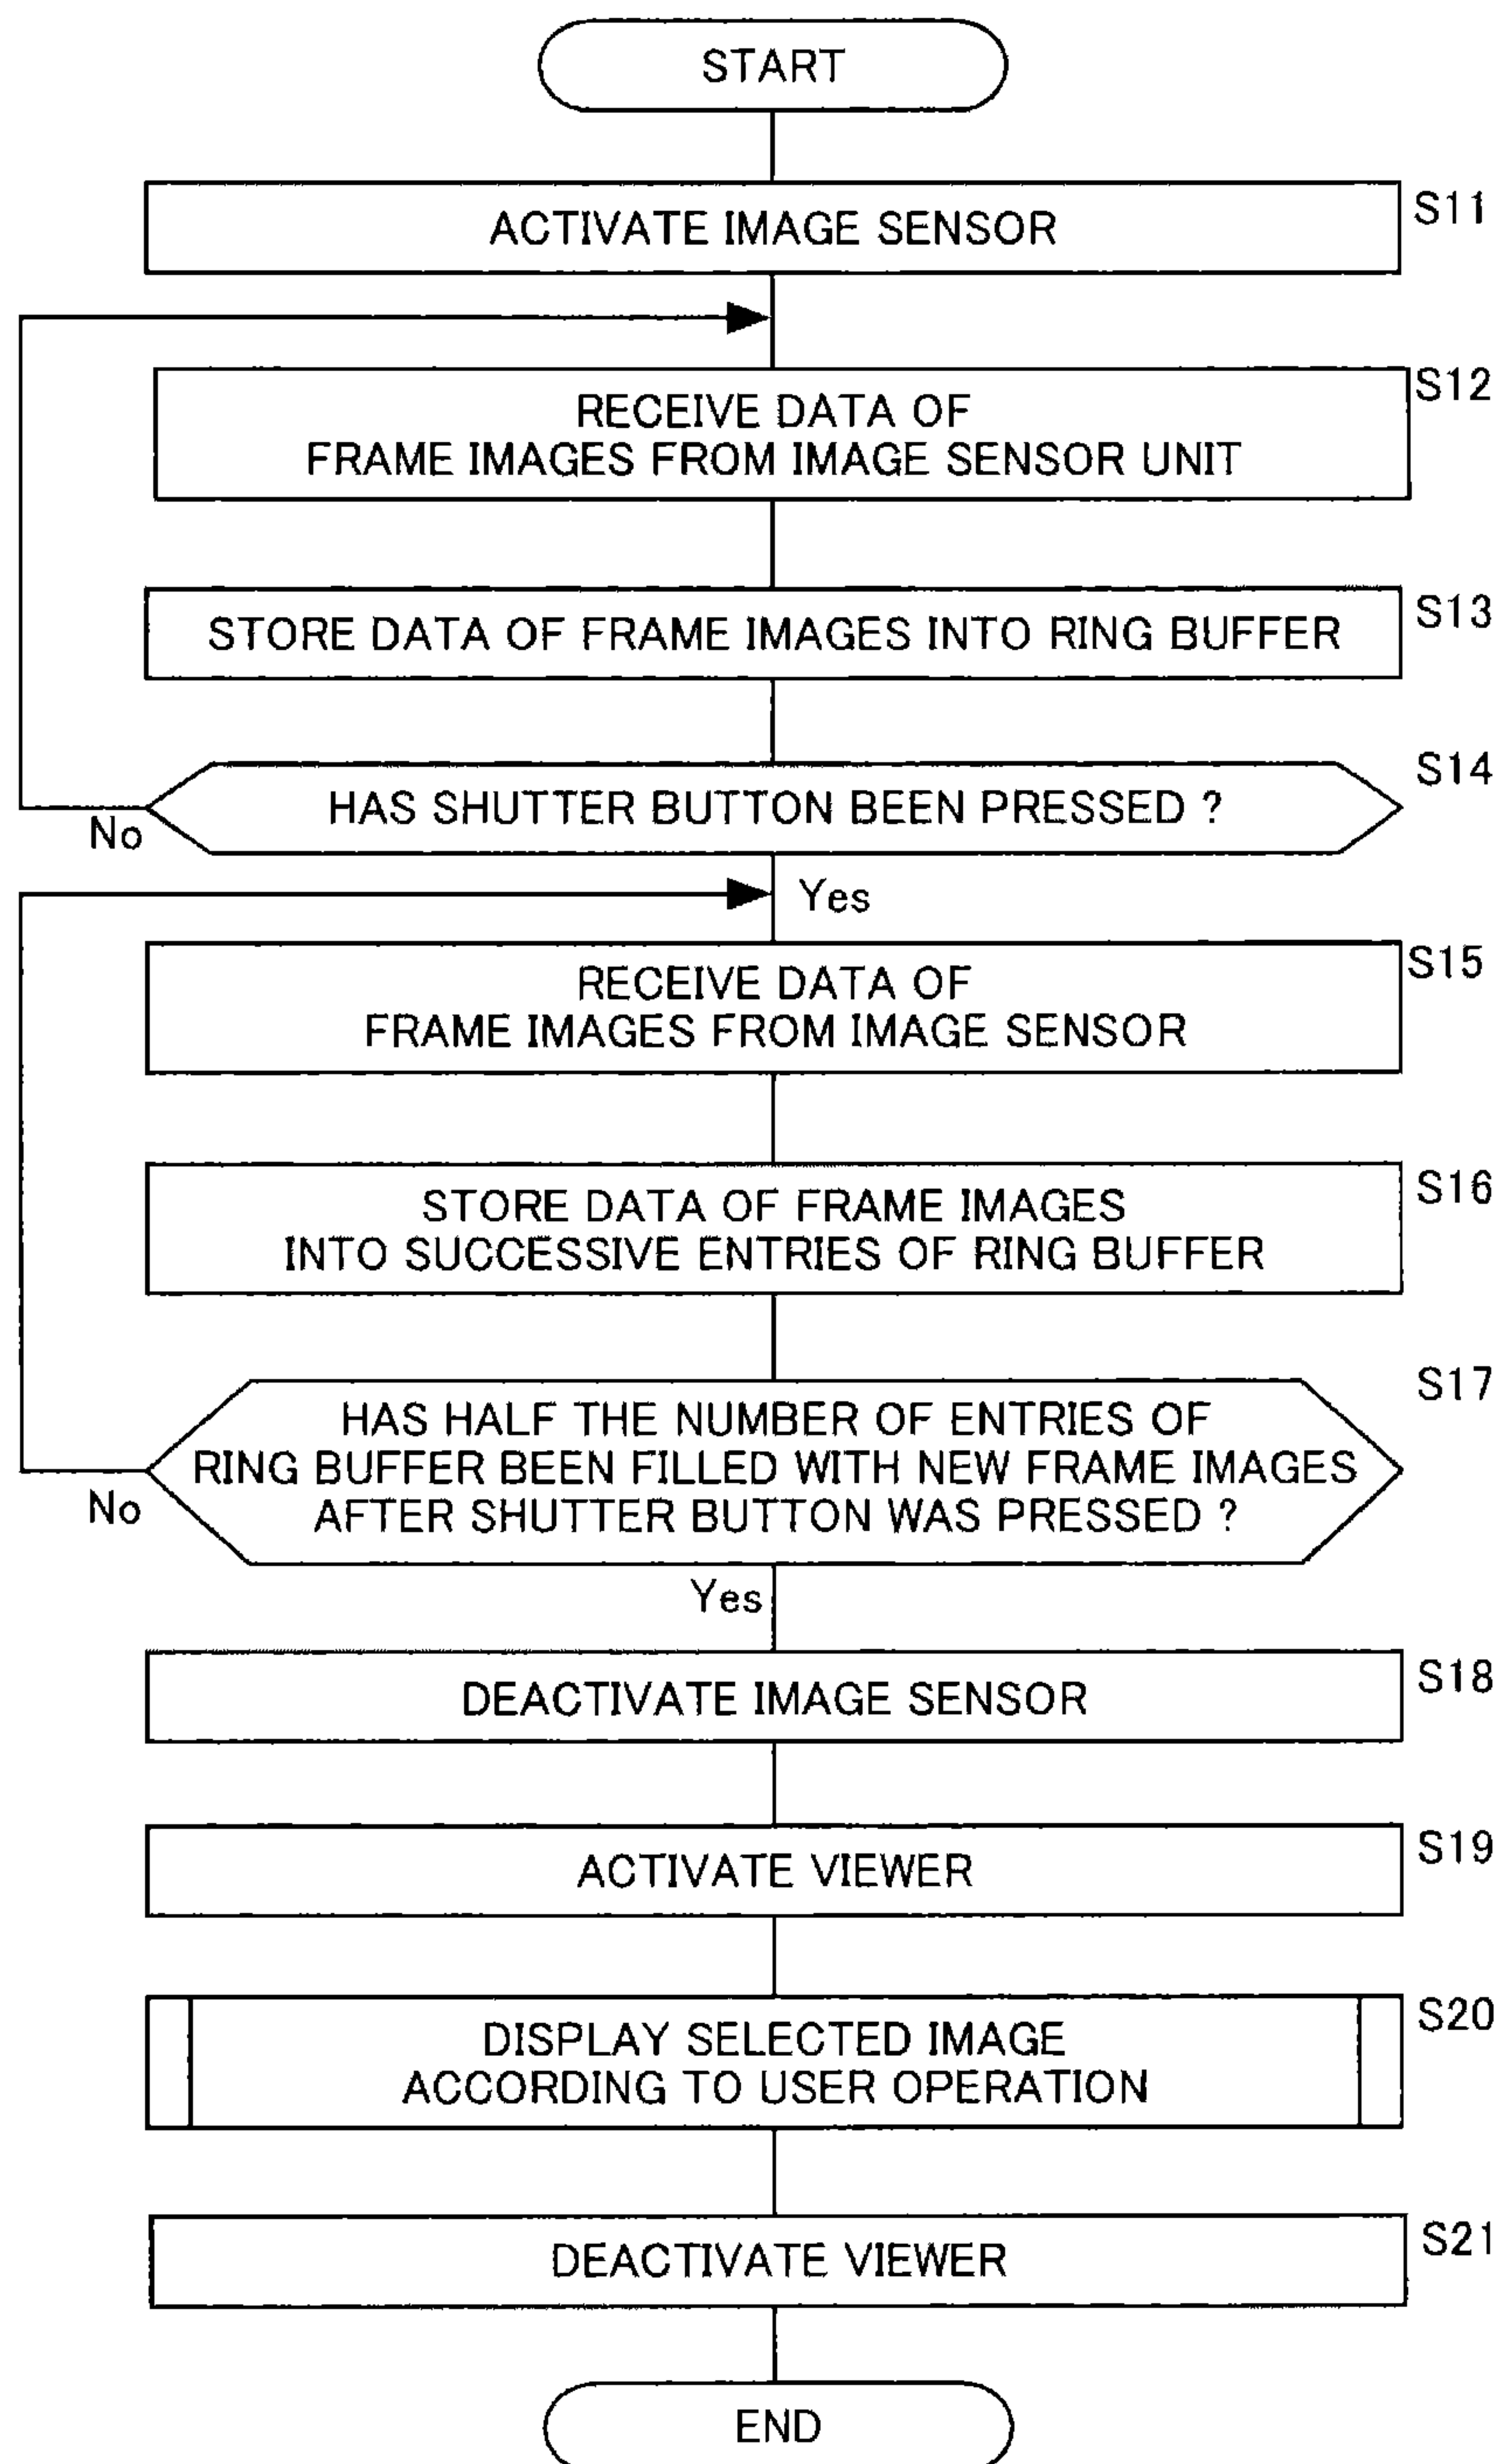 START
ACTIVATE IMAGE SENSOR
S11
RECEIVE DATA OF
FRAME IMAGES FROM IMAGE SENSOR UNIT
S12
STORE DATA OF FRAME IMAGES INTO RING BUFFER
S13
HAS SHUTTER BUTTON BEEN PRESSED ?
S14
No
Yes
RECEIVE DATA OF
FRAME IMAGES FROM IMAGE SENSOR
S15
STORE DATA OF FRAME IMAGES
INTO SUCCESSIVE ENTRIES OF RING BUFFER
S16
HAS HALF THE NUMBER OF ENTRIES OF
RING BUFFER BEEN FILLED WITH NEW FRAME IMAGES
AFTER SHUTTER BUTTON WAS PRESSED ?
S17
No
Yes
DEACTIVATE IMAGE SENSOR
S18
ACTIVATE VIEWER
S19
DISPLAY SELECTED IMAGE
ACCORDING TO USER OPERATION
S20
DEACTIVATE VIEWER
S21
END